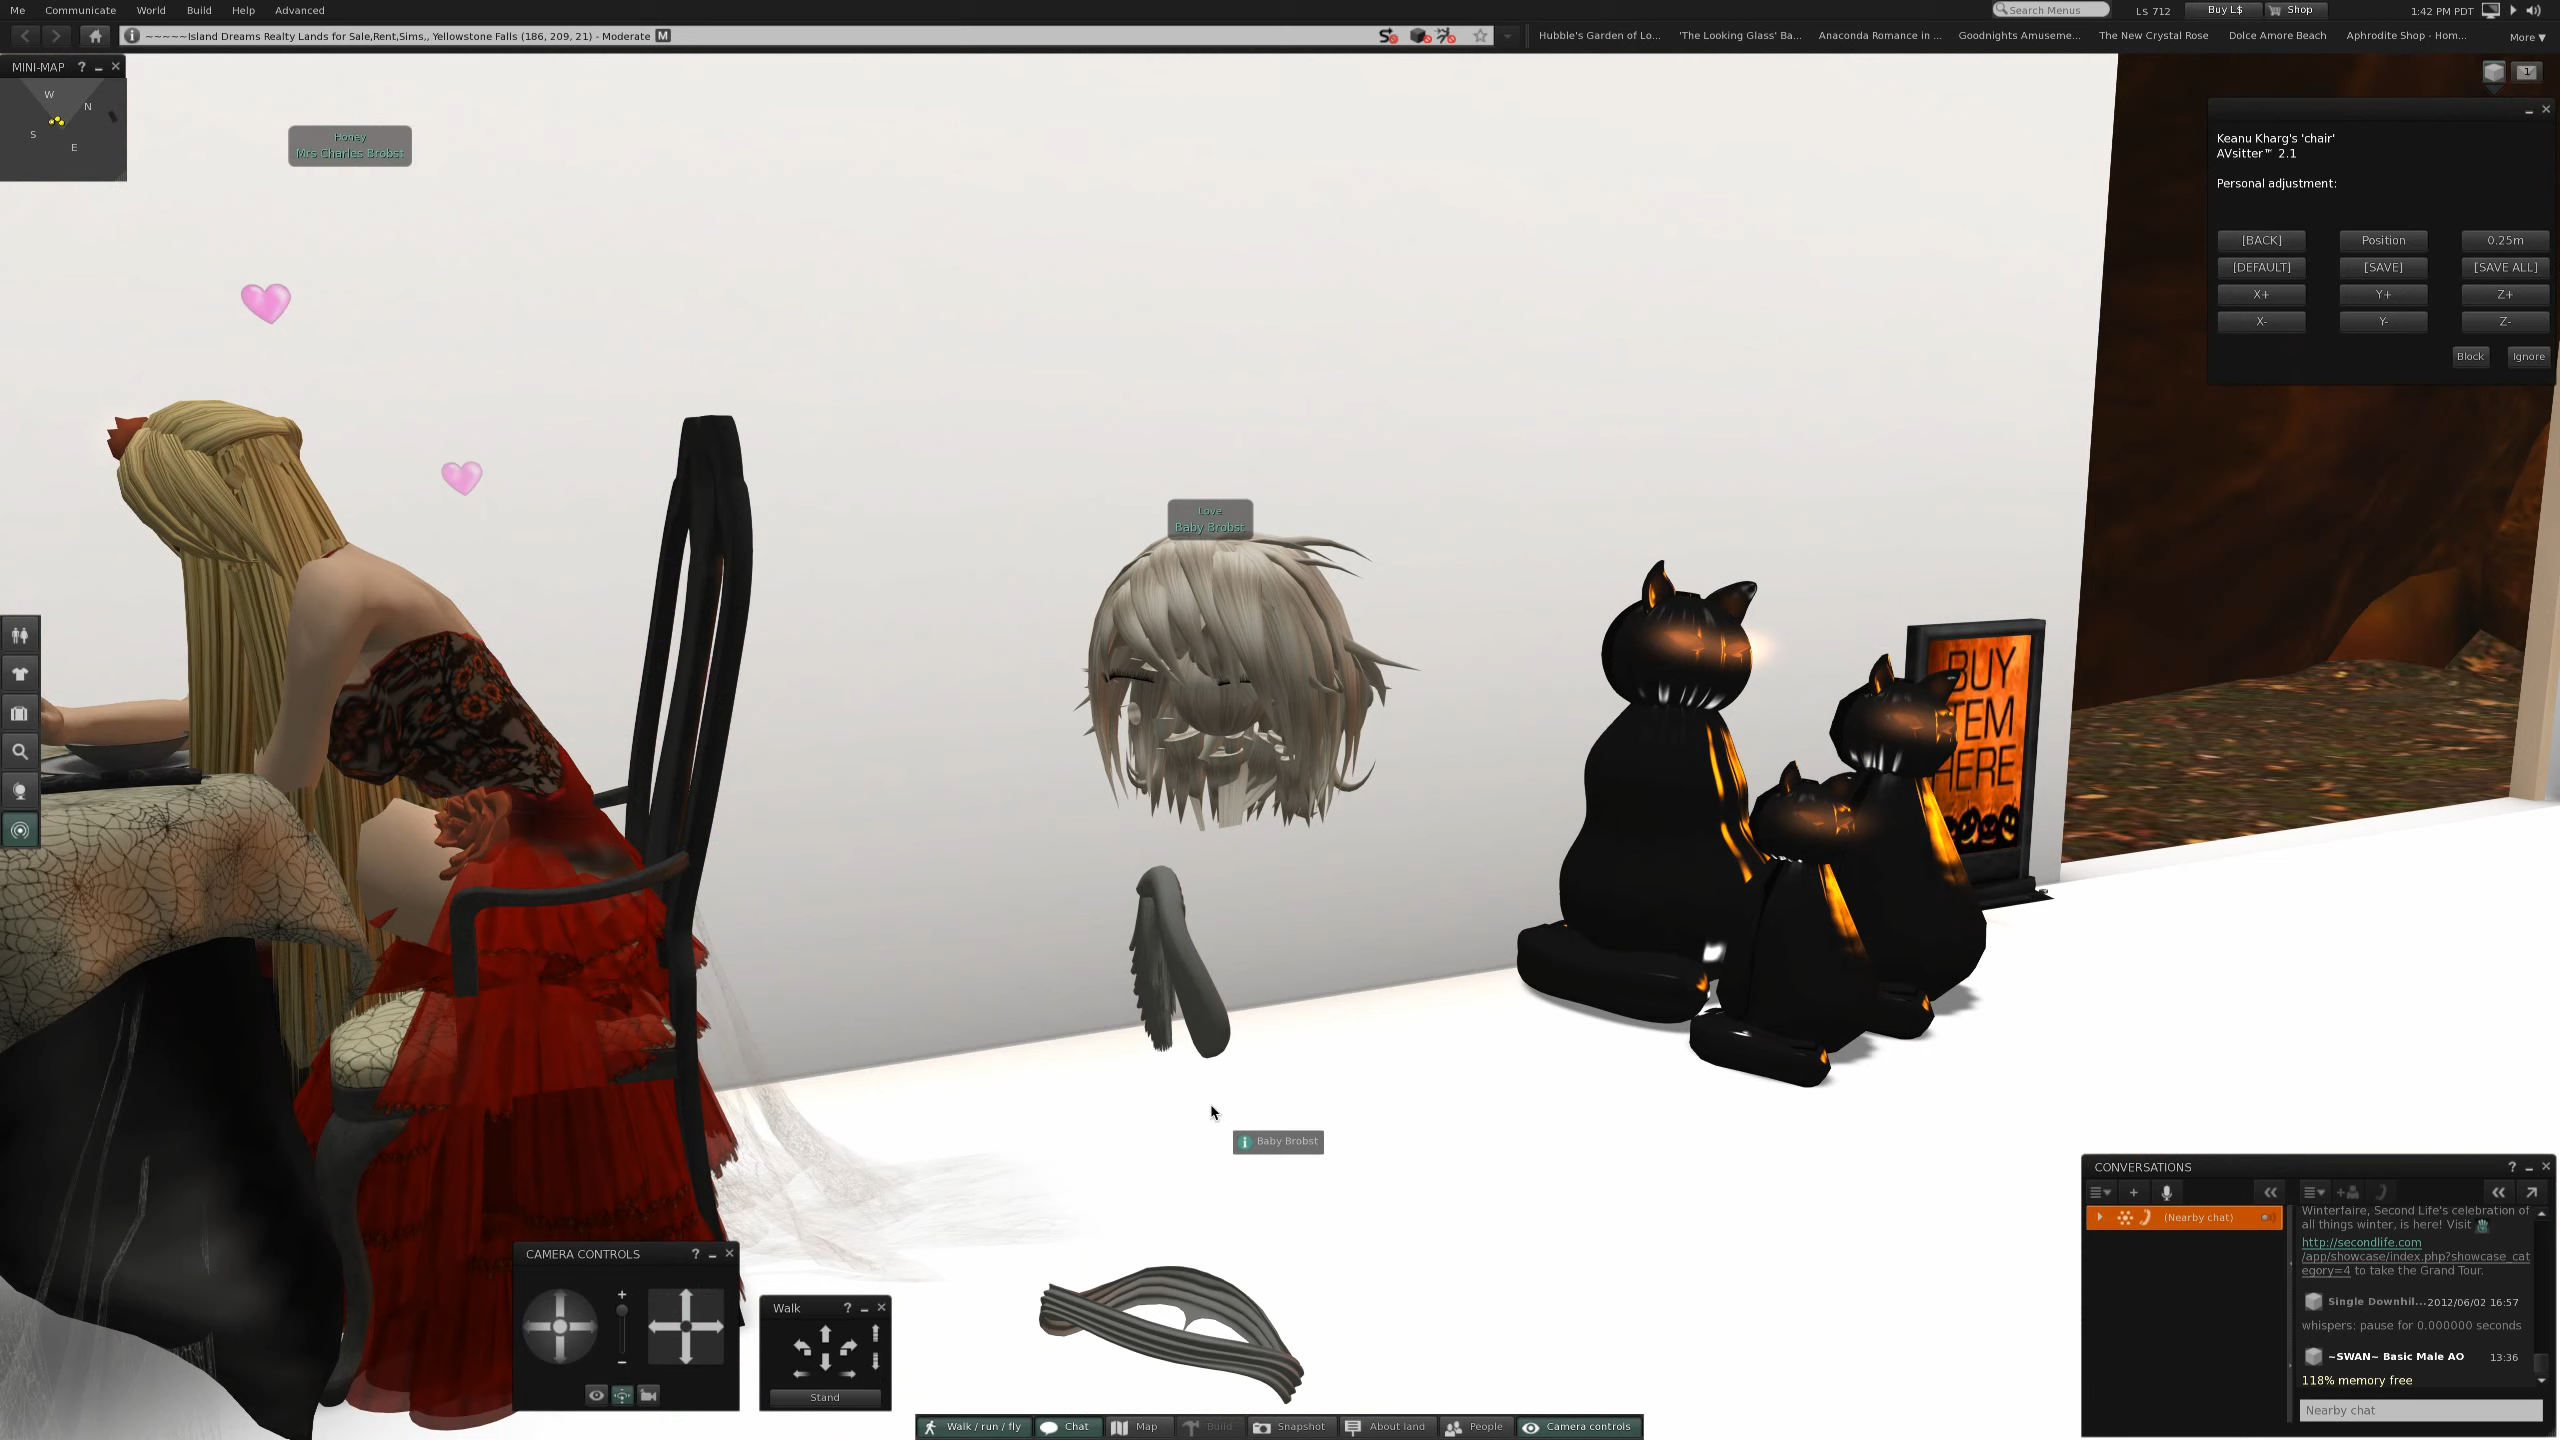 Me Communicate World Build Help Advanced
Search Menus
L$ 712
Buy L$
Shop
1:42 PM PDT
~~~~~Island Dreams Realty Lands for Sale,Rent,Sims,, Yellowstone Falls (186, 209, 21) - Moderate M
Hubble's Garden of Lo... 'The Looking Glass' Ba... Anaconda Romance in ... Goodnights Amuseme... The New Crystal Rose Dolce Amore Beach Aphrodite Shop - Hom... More ▼
MINI-MAP ?
W
N
S
E
1
Honey
Mrs Charles Brobst
Keanu Kharg's 'chair'
AVsitter™ 2.1
Personal adjustment:
[BACK] Position 0.25m
[DEFAULT] [SAVE] [SAVE ALL]
X+ Y+ Z+
X- Y- Z-
Block Ignore
Love
Baby Brobst
BUY
ITEM
HERE
Baby Brobst
CONVERSATIONS ?
(Nearby chat)
Winterfaire, Second Life's celebration of
all things winter, is here! Visit
http://secondlife.com
/app/showcase/index.php?showcase_cat
egory=4 to take the Grand Tour.
Single Downhil... 2012/06/02 16:57
whispers: pause for 0.000000 seconds
~SWAN~ Basic Male AO 13:36
118% memory free
Nearby chat
CAMERA CONTROLS ?
Walk ?
Stand
Walk / run / fly Chat Map Build Snapshot About land People Camera controls